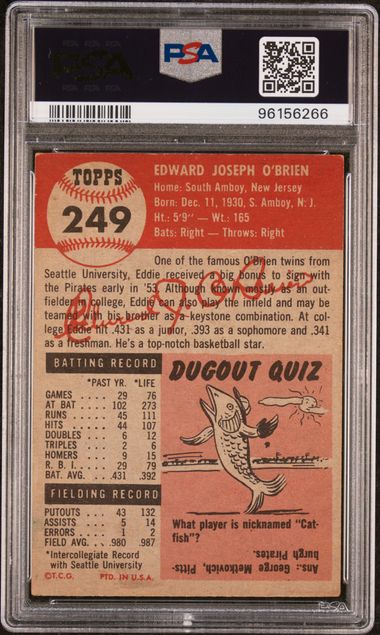 PSA
PSA
96156266
TOPPS
249
EDWARD JOSEPH O'BRIEN
Home: South Amboy, New Jersey
Born: Dec. 11, 1930, S. Amboy, N. J.
Ht: 5'9" — Wt: 165
Bats: Right — Throws: Right
One of the famous O'Brien twins from
Seattle University, Eddie received a big bonus to sign with
the Pirates early in '53. Although known mostly as an out-
fielder in college, Eddie can also play the infield and may be
teamed with his brother as a keystone combination. At col-
lege Eddie hit .431 as a junior, .393 as a sophomore and .341
as a freshman. He's a top-notch basketball star.
Edward J. O'Brien
BATTING RECORD
*PAST YR. *LIFE
GAMES 29 76
AT BAT 102 273
RUNS 45 111
HITS 44 107
DOUBLES 6 12
TRIPLES 2 6
HOMERS 9 15
R. B. I. 29 79
BAT. AVG. .431 .392
FIELDING RECORD
PUTOUTS 43 132
ASSISTS 5 14
ERRORS 1 2
FIELD AVG. .980 .987
*Intercollegiate Record
with Seattle University
©T.C.G. PTD. IN U.S.A.
DUGOUT QUIZ
What player is nicknamed "Cat-
fish"?
Ans.: George Metkovich, Pitts-
burgh Pirates.